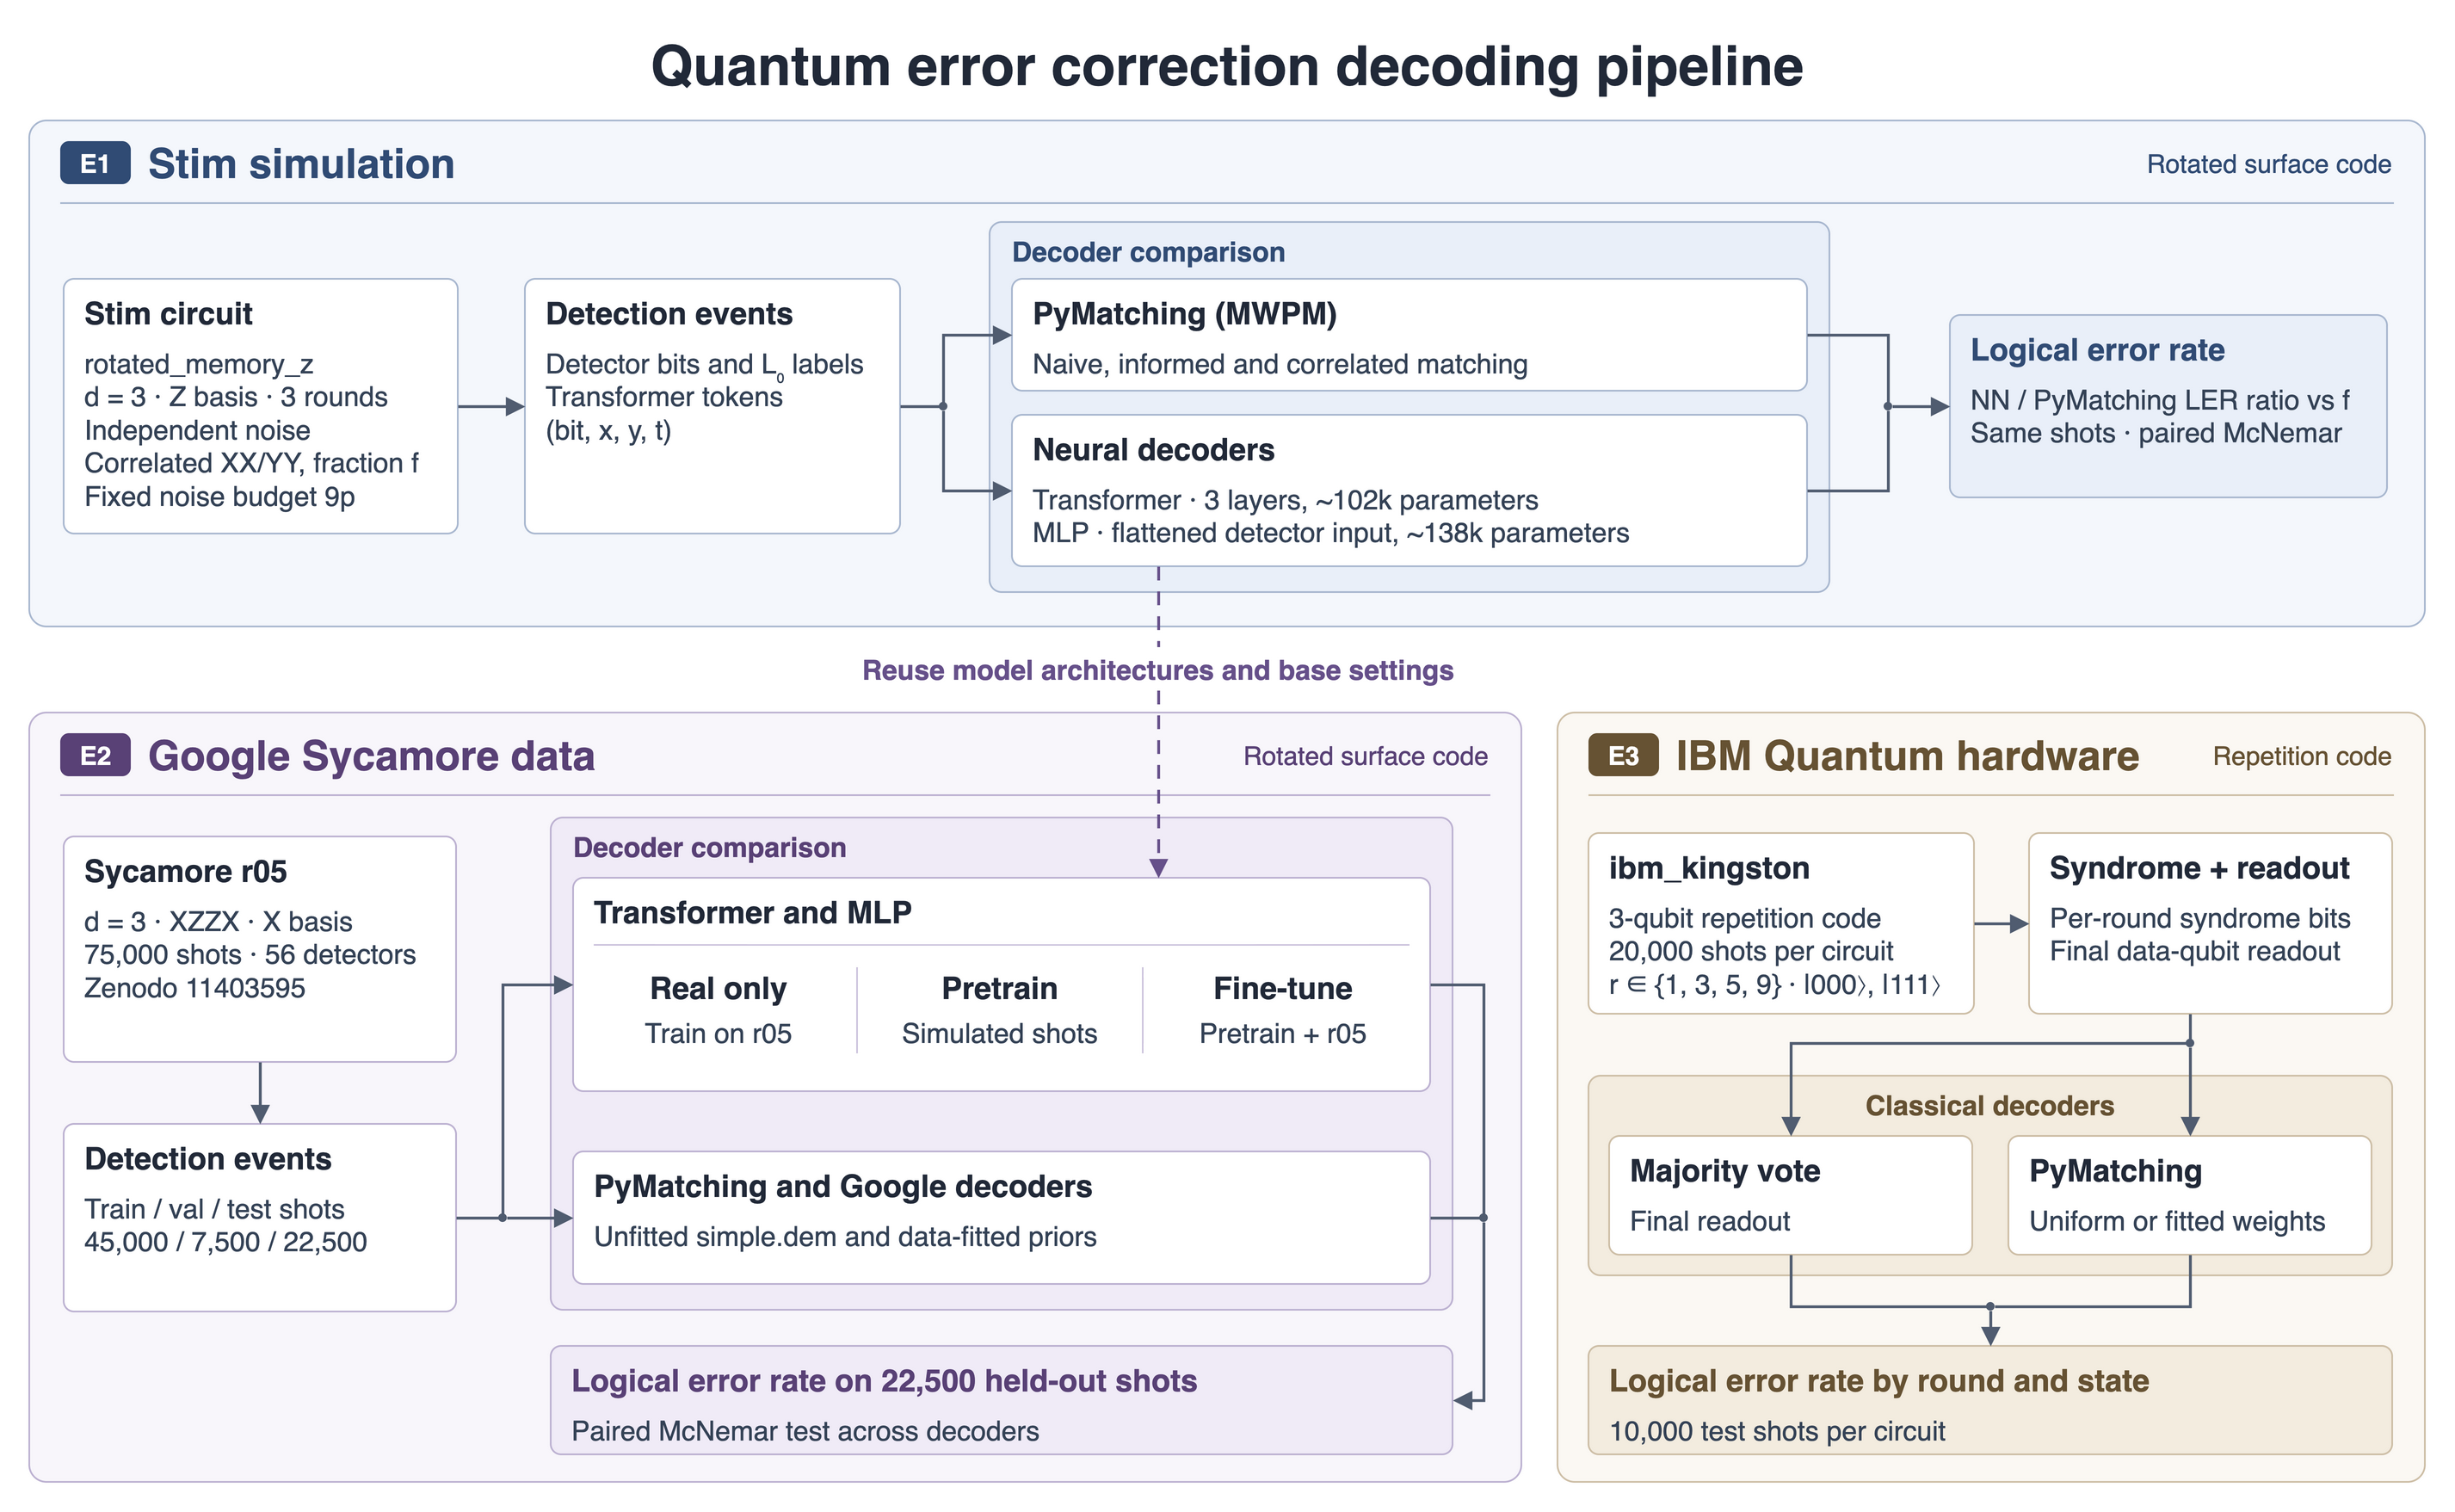 Quantum error correction decoding pipeline
E1 Stim simulation
Rotated surface code
Stim circuit
rotated_memory_z
d = 3 · Z basis · 3 rounds
Independent noise
Correlated XX/YY, fraction f
Fixed noise budget 9p
Detection events
Detector bits and L₀ labels
Transformer tokens
(bit, x, y, t)
Decoder comparison
PyMatching (MWPM)
Naive, informed and correlated matching
Neural decoders
Transformer · 3 layers, ~102k parameters
MLP · flattened detector input, ~138k parameters
Logical error rate
NN / PyMatching LER ratio vs f
Same shots · paired McNemar
Reuse model architectures and base settings
E2 Google Sycamore data
Rotated surface code
Sycamore r05
d = 3 · XZZX · X basis
75,000 shots · 56 detectors
Zenodo 11403595
Detection events
Train / val / test shots
45,000 / 7,500 / 22,500
Decoder comparison
Transformer and MLP
Real only
Train on r05
Pretrain
Simulated shots
Fine-tune
Pretrain + r05
PyMatching and Google decoders
Unfitted simple.dem and data-fitted priors
Logical error rate on 22,500 held-out shots
Paired McNemar test across decoders
E3 IBM Quantum hardware
Repetition code
ibm_kingston
3-qubit repetition code
20,000 shots per circuit
r ∈ {1, 3, 5, 9} · |000⟩, |111⟩
Syndrome + readout
Per-round syndrome bits
Final data-qubit readout
Classical decoders
Majority vote
Final readout
PyMatching
Uniform or fitted weights
Logical error rate by round and state
10,000 test shots per circuit